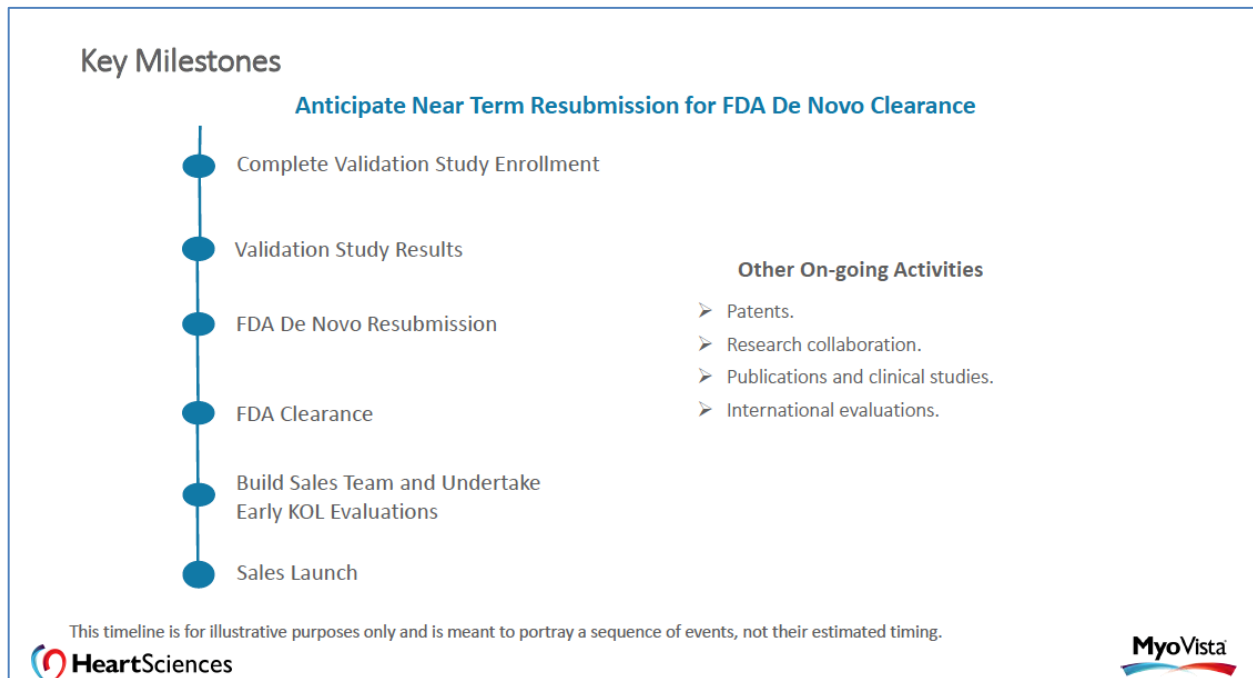 Key Milestones
Anticipate Near Term Resubmission for FDA De Novo Clearance
Complete Validation Study Enrollment
Validation Study Results
FDA De Novo Resubmission
FDA Clearance
Build Sales Team and Undertake
Early KOL Evaluations
Sales Launch
Other On-going Activities
Patents.
Research collaboration.
Publications and clinical studies.
International evaluations.
This timeline is for illustrative purposes only and is meant to portray a sequence of events, not their estimated timing.
HeartSciences
MyoVista